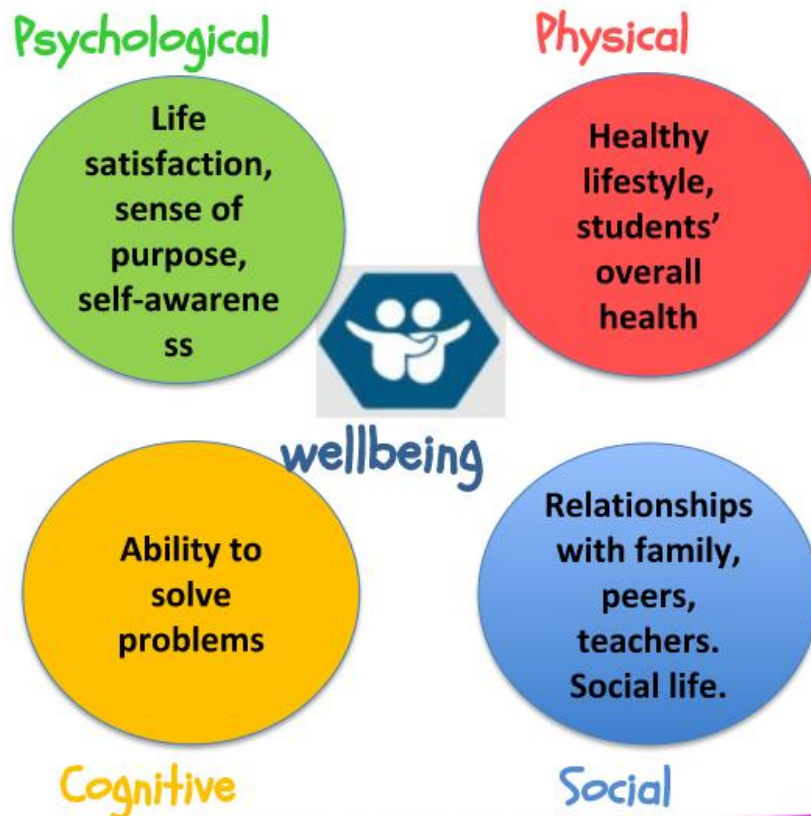 Psychological
Life
satisfaction,
sense of
purpose,
self-awarene
ss
Physical
Healthy
lifestyle,
students’
overall
health
wellbeing
Ability to
solve
problems
Cognitive
Relationships
with family,
peers,
teachers.
Social life.
Social